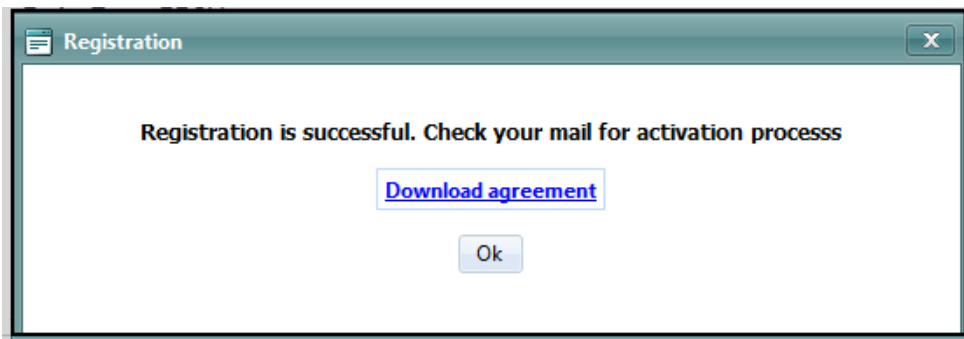 Registration
x
Registration is successful. Check your mail for activation processs
Download agreement
Ok